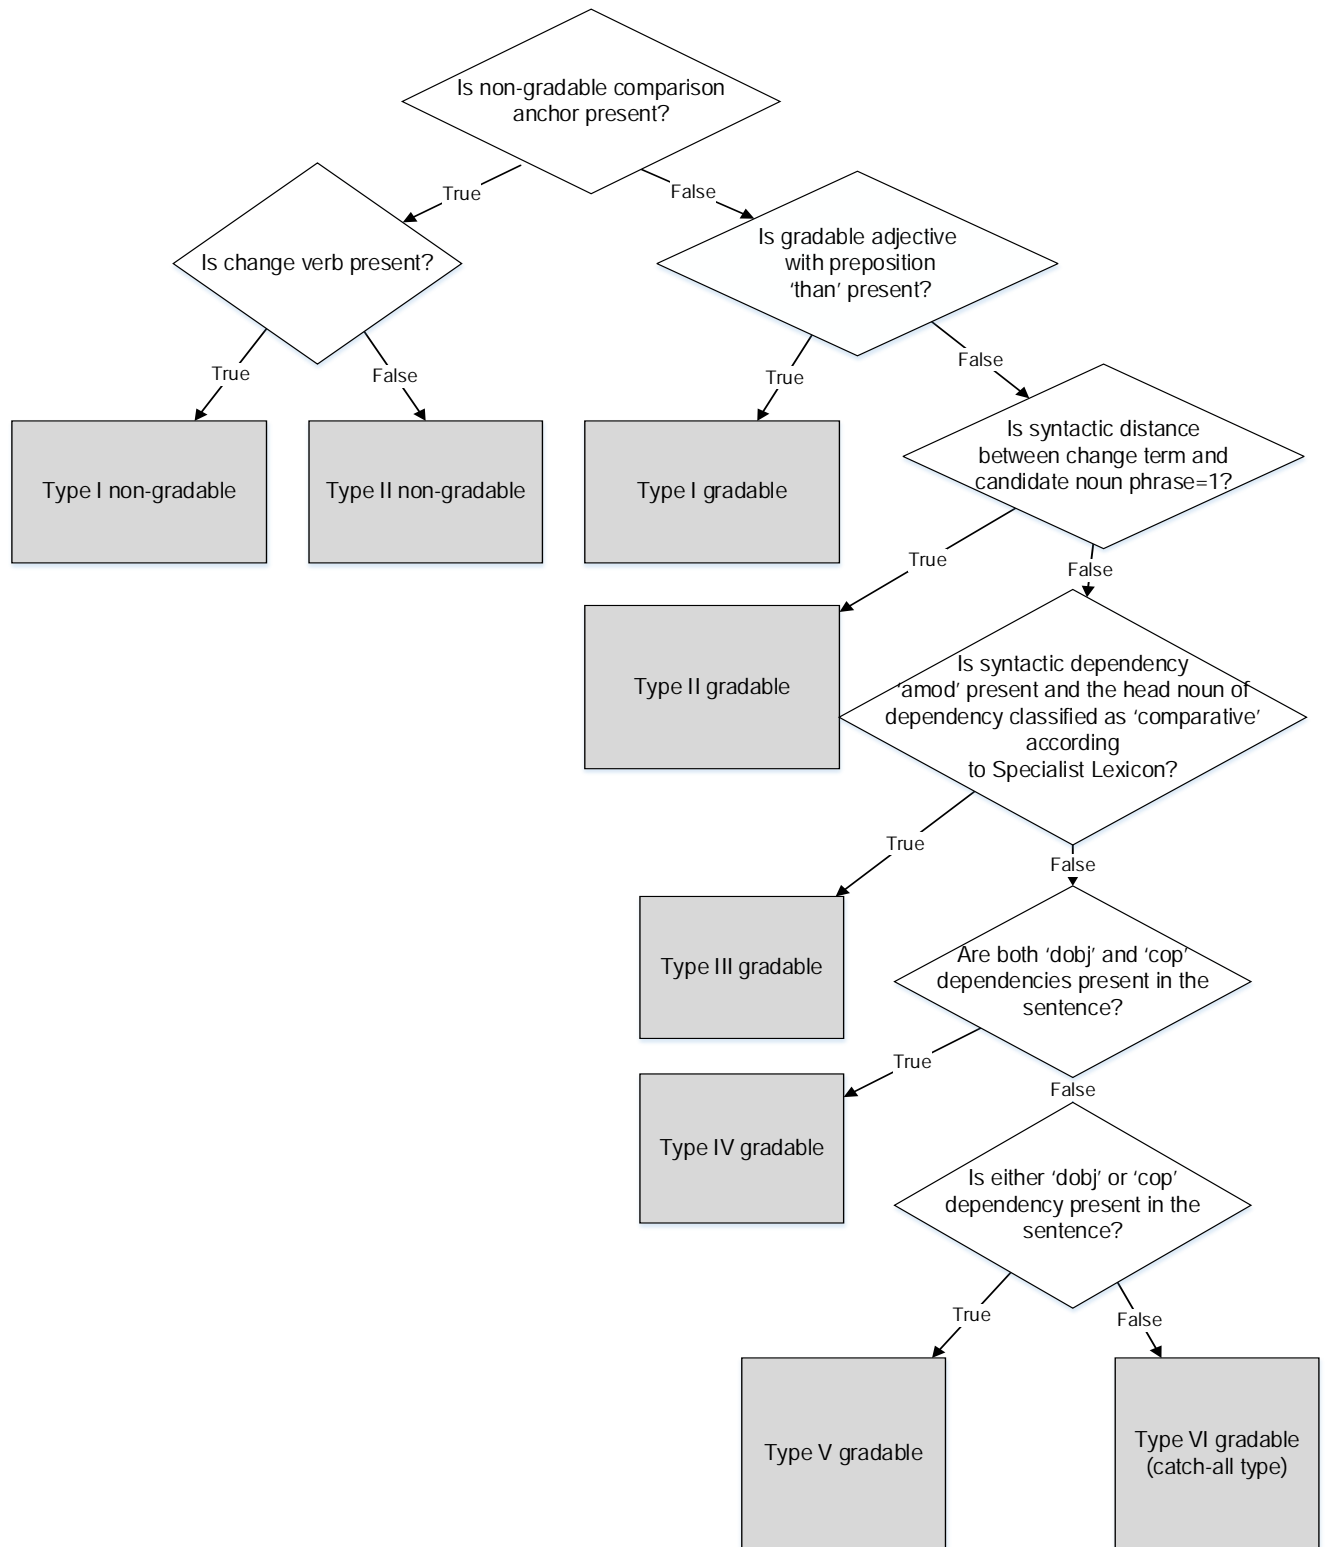 Is non-gradable comparison
anchor present?
True
False
Is change verb present?
Is gradable adjective
with preposition
‘than’ present?
True
False
True
False
Type I non-gradable
Type II non-gradable
Type I gradable
Is syntactic distance
between change term and
candidate noun phrase=1?
True
False
Type II gradable
Is syntactic dependency
‘amod’ present and the head noun of
dependency classified as ‘comparative’
according
to Specialist Lexicon?
True
False
Type III gradable
Are both ‘dobj’ and ‘cop’
dependencies present in the
sentence?
True
False
Type IV gradable
Is either ‘dobj’ or ‘cop’
dependency present in the
sentence?
True
False
Type V gradable
Type VI gradable
(catch-all type)